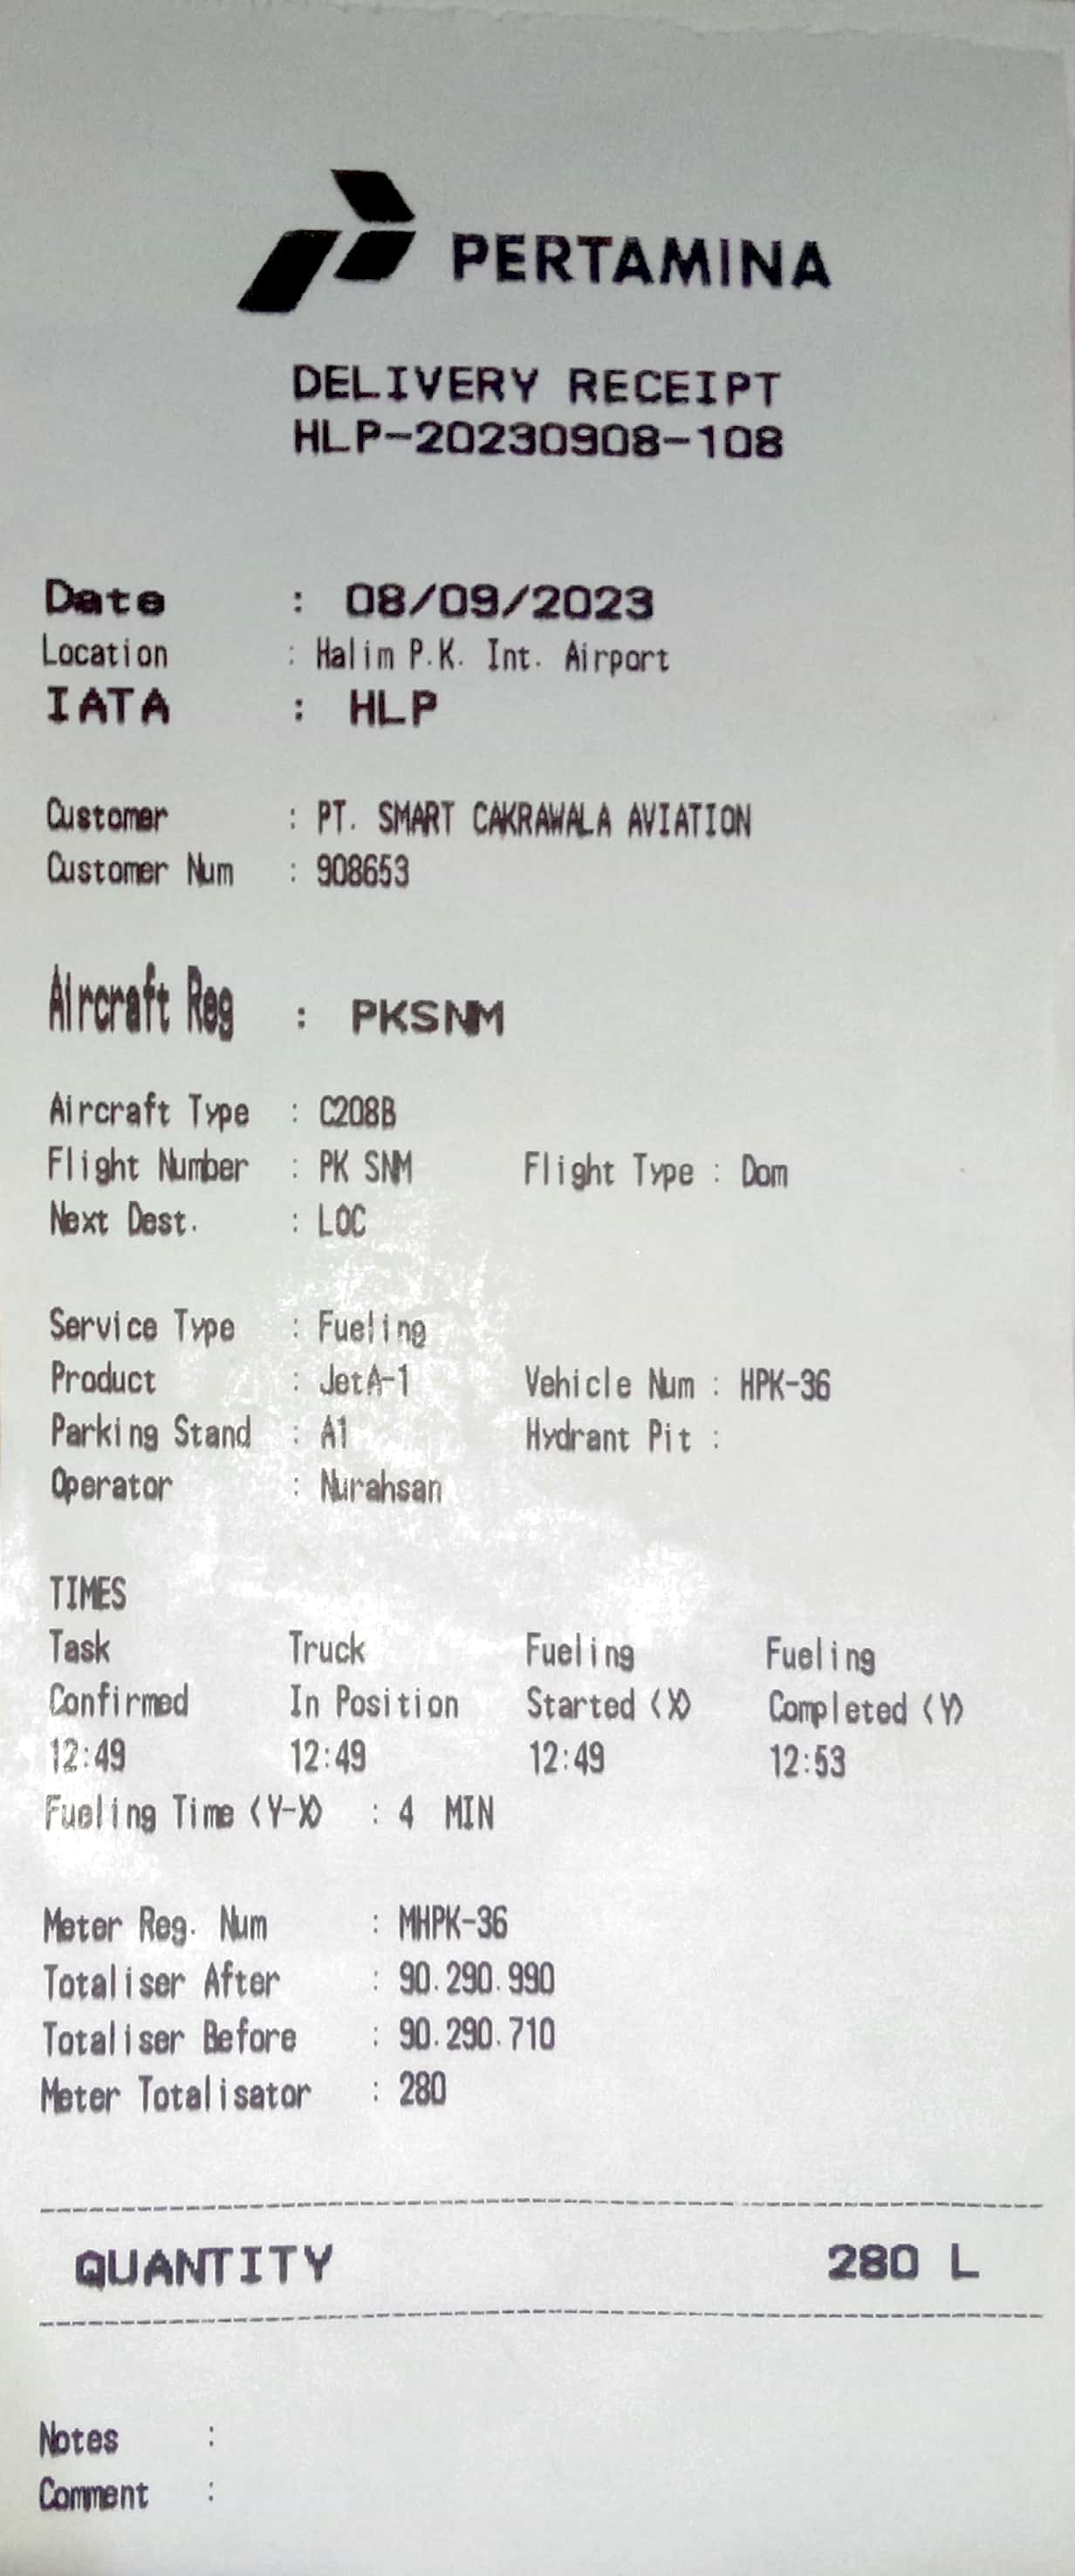 PERTAMINA
DELIVERY RECEIPT
HLP-20230908-108
Date : 08/09/2023
Location : Halim P.K. Int. Airport
IATA : HLP
Customer : PT. SMART CAKRAWALA AVIATION
Customer Num : 908653
Aircraft Reg : PKSNM
Aircraft Type : C208B
Flight Number : PK SNM Flight Type : Dom
Next Dest. : LOC
Service Type : Fueling
Product : JetA-1 Vehicle Num : HPK-36
Parking Stand : A1 Hydrant Pit :
Operator : Nurahsan
TIMES
Task Truck Fueling Fueling
Confirmed In Position Started (X) Completed (Y)
12:49 12:49 12:49 12:53
Fueling Time (Y-X) : 4 MIN
Meter Reg. Num : MHPK-36
Totaliser After : 90.290.990
Totaliser Before : 90.290.710
Meter Totalisator : 280
QUANTITY 280 L
Notes :
Comment :